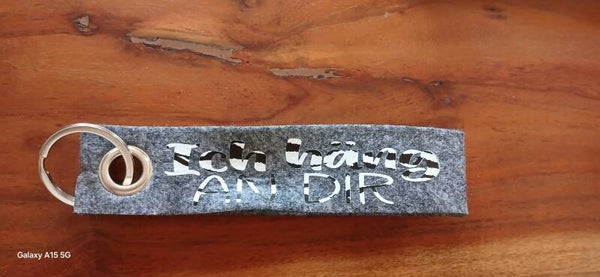 Ich häng
AN DIR
Galaxy A15 5G